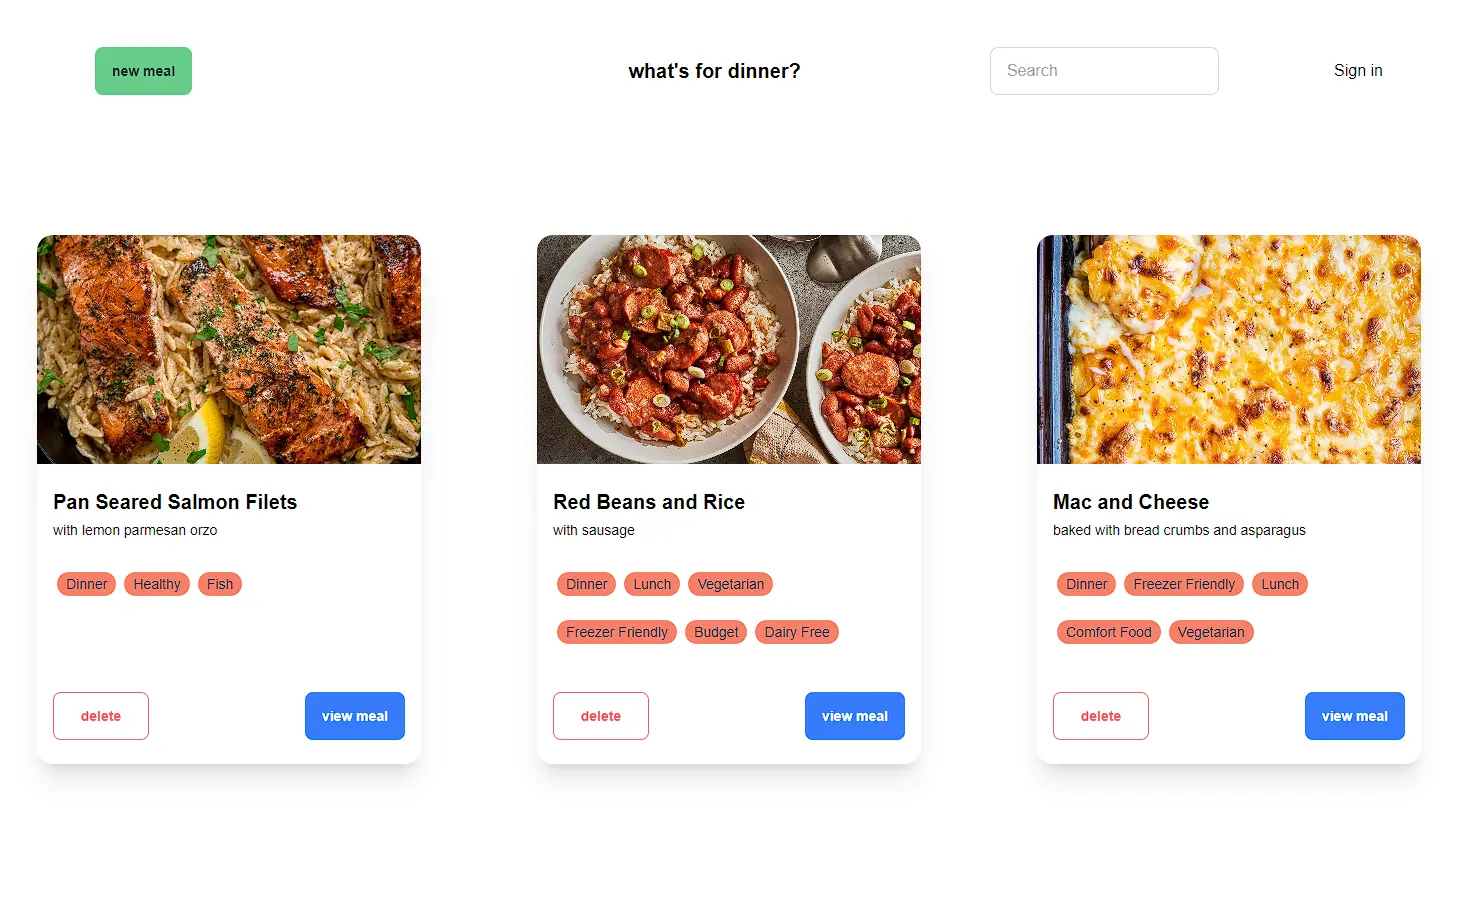 new meal
what's for dinner?
Search
Sign in
Pan Seared Salmon Filets
with lemon parmesan orzo
Dinner Healthy Fish
delete
view meal
Red Beans and Rice
with sausage
Dinner Lunch Vegetarian
Freezer Friendly Budget Dairy Free
delete
view meal
Mac and Cheese
baked with bread crumbs and asparagus
Dinner Freezer Friendly Lunch
Comfort Food Vegetarian
delete
view meal